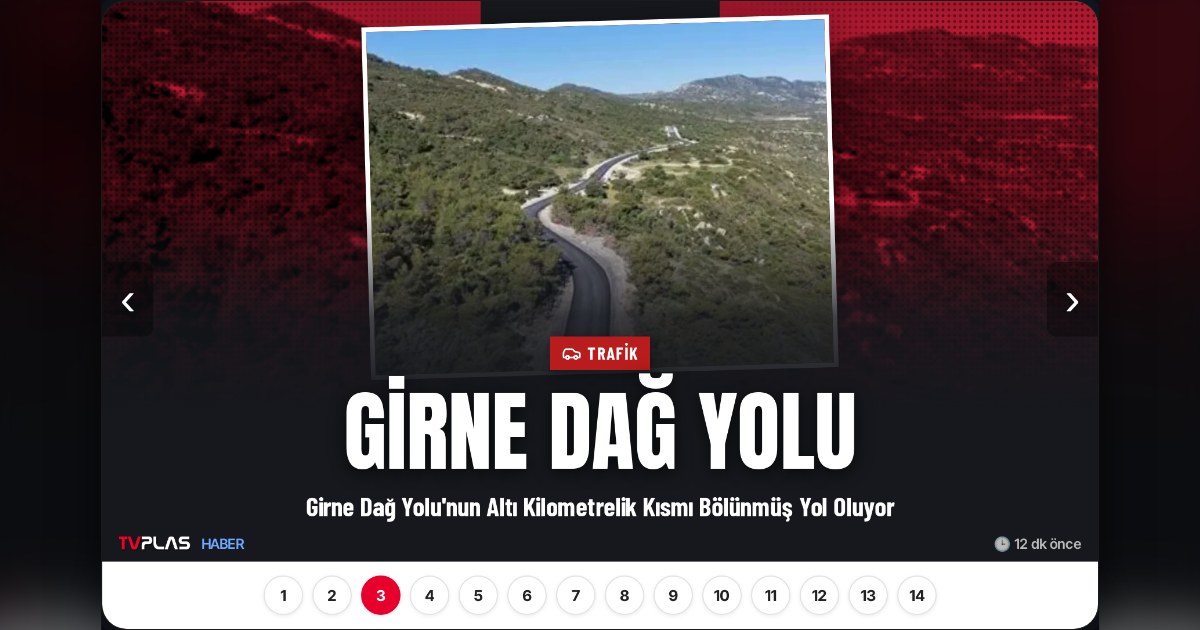 TRAFİK
GİRNE DAĞ YOLU
Girne Dağ Yolu'nun Altı Kilometrelik Kısmı Bölünmüş Yol Oluyor
TVPLAS HABER
12 dk önce
1 2 3 4 5 6 7 8 9 10 11 12 13 14